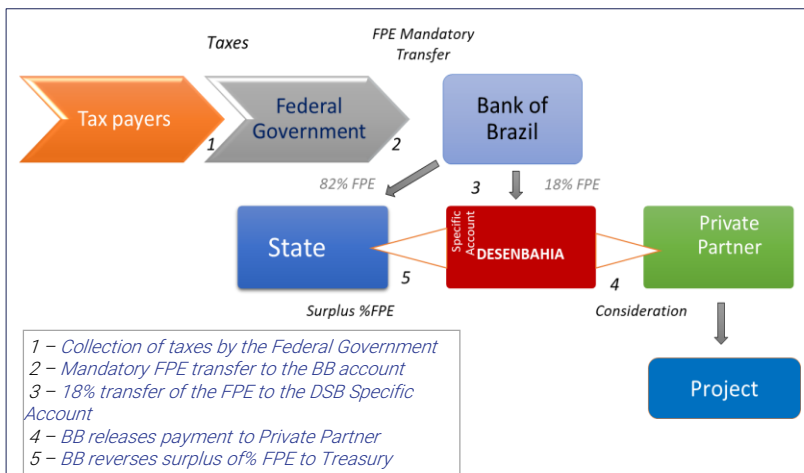 Taxes
FPE Mandatory
Transfer
Tax payers
1
Federal
Government
2
Bank of
Brazil
82% FPE
3
18% FPE
State
Specific
Account
DESENBAHIA
Private
Partner
5
4
Surplus %FPE
Consideration
Project
1 – Collection of taxes by the Federal Government
2 – Mandatory FPE transfer to the BB account
3 – 18% transfer of the FPE to the DSB Specific
Account
4 – BB releases payment to Private Partner
5 – BB reverses surplus of% FPE to Treasury